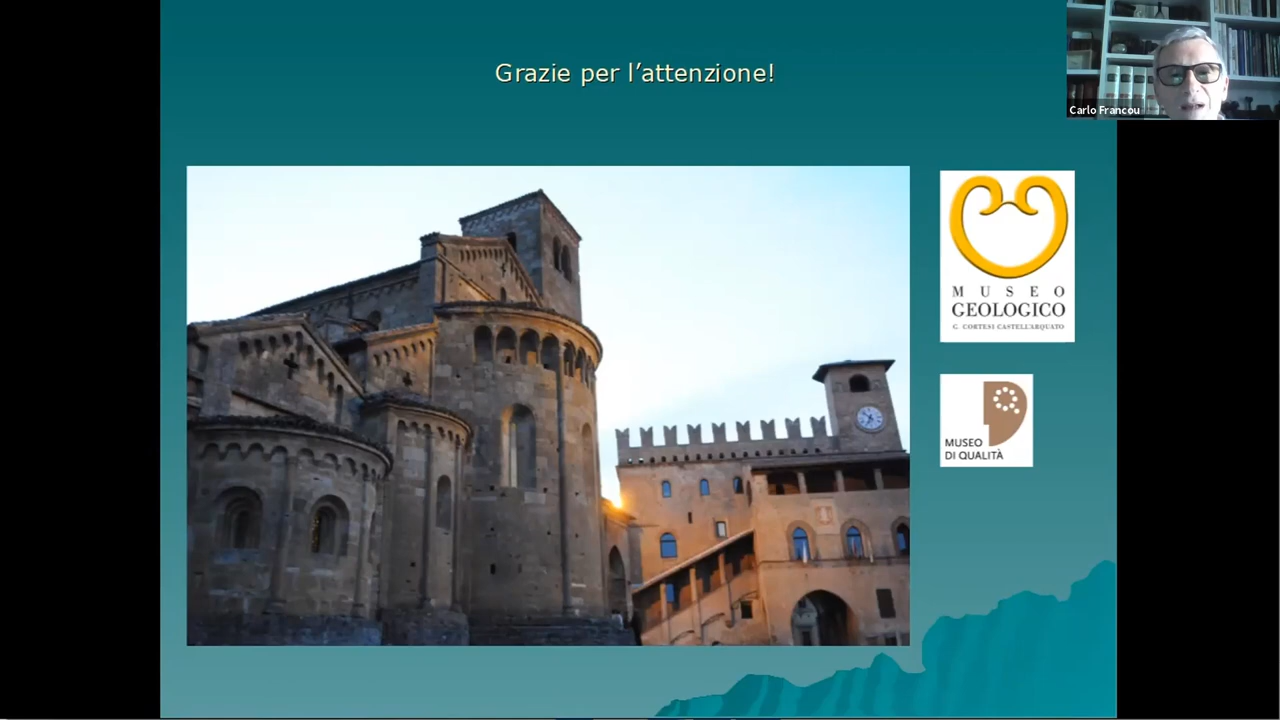 Grazie per l’attenzione!
Carlo Francou
MUSEO
GEOLOGICO
G. CORTESI CASTELL'ARQUATO
MUSEO
DI QUALITÀ